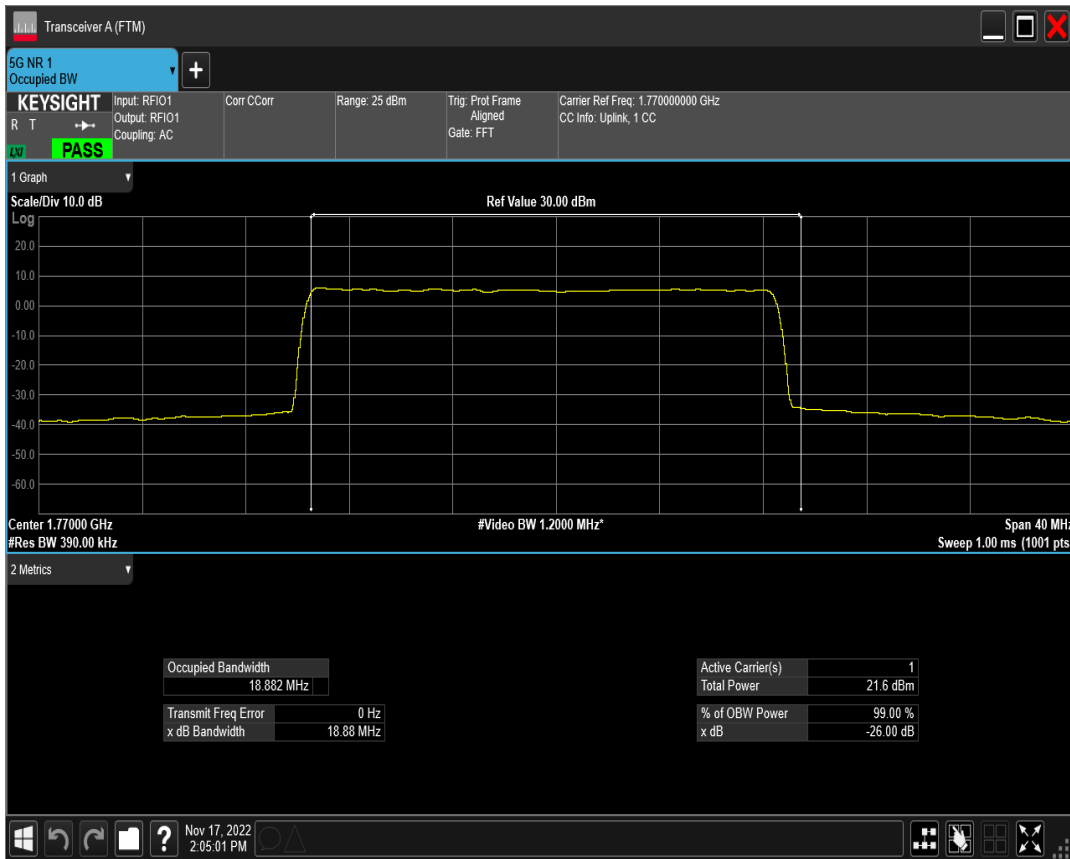 Transceiver A (FTM)
5G NR 1
Occupied BW
+
KEYSIGHT
R T
LXI
PASS
Input: RFIO1
Output: RFIO1
Coupling: AC
Corr CCorr
Range: 25 dBm
Trig: Prot Frame
Aligned
Gate: FFT
Carrier Ref Freq: 1.770000000 GHz
CC Info: Uplink, 1 CC
1 Graph
Scale/Div 10.0 dB
Ref Value 30.00 dBm
Log
20.0
10.0
0.00
-10.0
-20.0
-30.0
-40.0
-50.0
-60.0
Center 1.77000 GHz
#Video BW 1.2000 MHz*
Span 40 MHz
#Res BW 390.00 kHz
Sweep 1.00 ms (1001 pts
2 Metrics
Occupied Bandwidth
18.882 MHz
Transmit Freq Error 0 Hz
x dB Bandwidth 18.88 MHz
Active Carrier(s) 1
Total Power 21.6 dBm
% of OBW Power 99.00 %
x dB -26.00 dB
?
Nov 17, 2022
2:05:01 PM